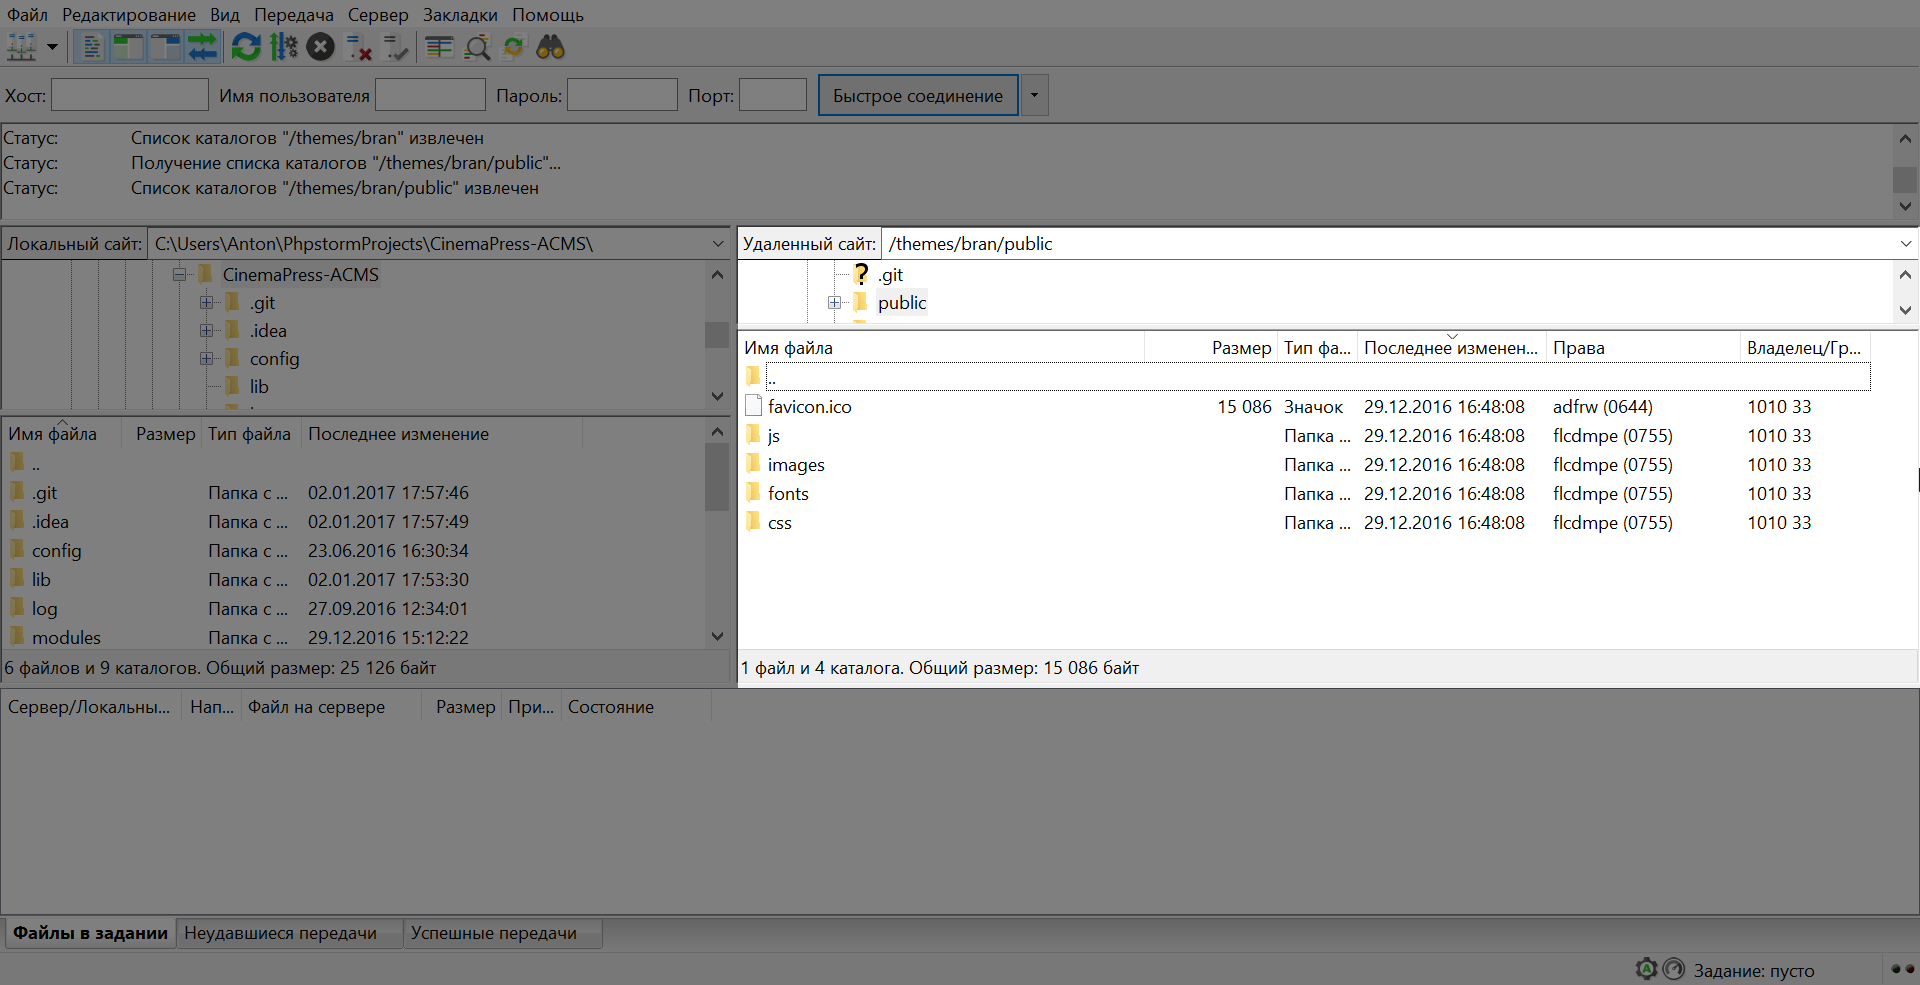 Файл Редактирование Вид Передача Сервер Закладки Помощь
Хост: Имя пользователя Пароль: Порт: Быстрое соединение
Статус: Список каталогов "/themes/bran" извлечен
Статус: Получение списка каталогов "/themes/bran/public"...
Статус: Список каталогов "/themes/bran/public" извлечен
Локальный сайт: C:\Users\Anton\PhpstormProjects\CinemaPress-ACMS\
CinemaPress-ACMS
.git
.idea
config
lib
Имя файла Размер Тип файла Последнее изменение
..
.git Папка с ... 02.01.2017 17:57:46
.idea Папка с ... 02.01.2017 17:57:49
config Папка с ... 23.06.2016 16:30:34
lib Папка с ... 02.01.2017 17:53:30
log Папка с ... 27.09.2016 12:34:01
modules Папка с ... 29.12.2016 15:12:22
6 файлов и 9 каталогов. Общий размер: 25 126 байт
Удаленный сайт: /themes/bran/public
.git
public
Имя файла Размер Тип фа... Последнее изменен... Права Владелец/Гр...
..
favicon.ico 15 086 Значок 29.12.2016 16:48:08 adfrw (0644) 1010 33
js Папка ... 29.12.2016 16:48:08 flcdmpe (0755) 1010 33
images Папка ... 29.12.2016 16:48:08 flcdmpe (0755) 1010 33
fonts Папка ... 29.12.2016 16:48:08 flcdmpe (0755) 1010 33
css Папка ... 29.12.2016 16:48:08 flcdmpe (0755) 1010 33
1 файл и 4 каталога. Общий размер: 15 086 байт
Сервер/Локальны... Нап... Файл на сервере Размер При... Состояние
Файлы в задании Неудавшиеся передачи Успешные передачи
Задание: пусто